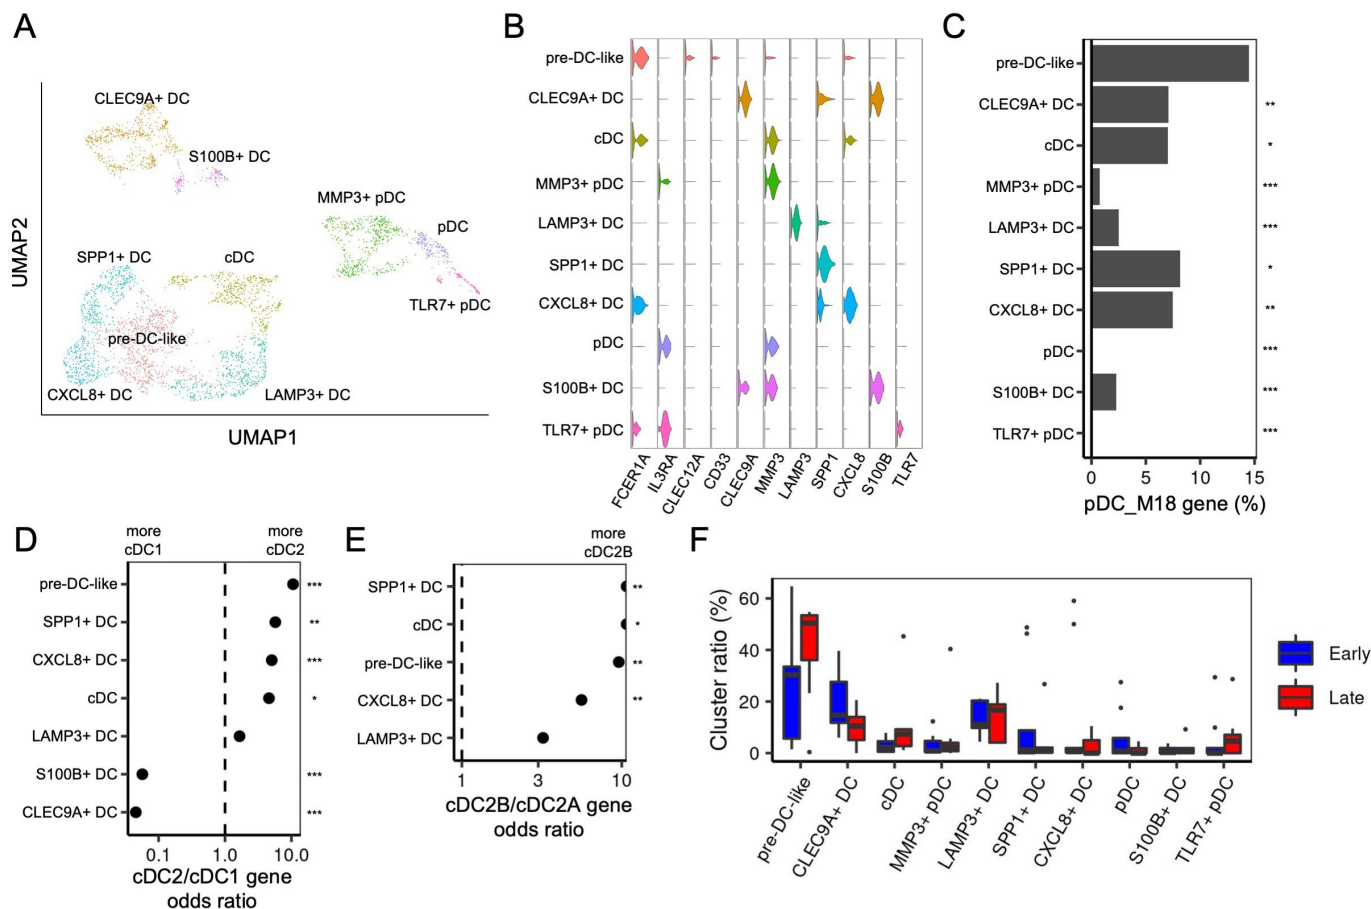 A
UMAP2
UMAP1
CLEC9A+ DC
S100B+ DC
MMP3+ pDC
pDC
TLR7+ pDC
SPP1+ DC
cDC
pre-DC-like
CXCL8+ DC
LAMP3+ DC
B
pre-DC-like
CLEC9A+ DC
cDC
MMP3+ pDC
LAMP3+ DC
SPP1+ DC
CXCL8+ DC
pDC
S100B+ DC
TLR7+ pDC
FCER1A
IL3RA
CLEC12A
CD33
CLEC9A
MMP3
LAMP3
SPP1
CXCL8
S100B
TLR7
C
pre-DC-like
CLEC9A+ DC **
cDC *
MMP3+ pDC ***
LAMP3+ DC ***
SPP1+ DC *
CXCL8+ DC **
pDC ***
S100B+ DC ***
TLR7+ pDC ***
0 5 10 15
pDC_M18 gene (%)
D
more
cDC1
more
cDC2
pre-DC-like ***
SPP1+ DC **
CXCL8+ DC ***
cDC *
LAMP3+ DC
S100B+ DC ***
CLEC9A+ DC ***
0.1 1.0 10.0
cDC2/cDC1 gene
odds ratio
E
more
cDC2B
SPP1+ DC **
cDC *
pre-DC-like **
CXCL8+ DC **
LAMP3+ DC
1 3 10
cDC2B/cDC2A gene
odds ratio
F
Cluster ratio (%)
60
40
20
0
pre-DC-like
CLEC9A+ DC
cDC
MMP3+ pDC
LAMP3+ DC
SPP1+ DC
CXCL8+ DC
pDC
S100B+ DC
TLR7+ pDC
Early
Late